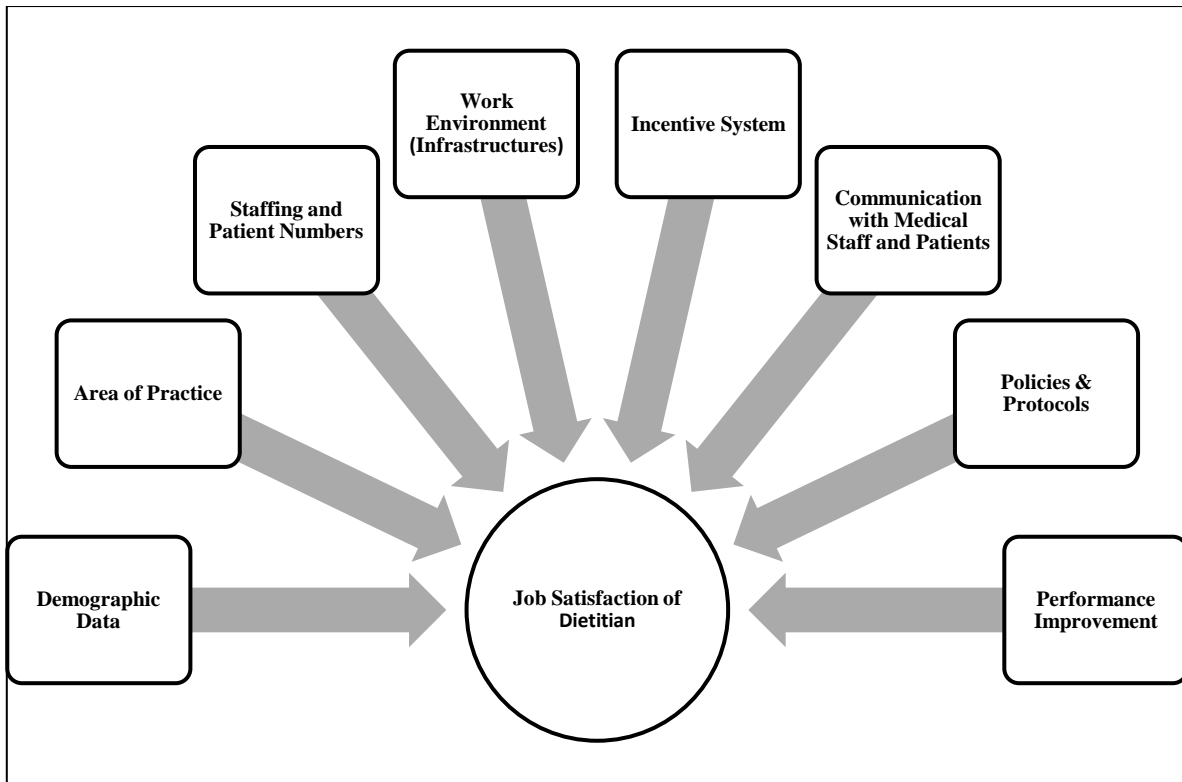 Work
Environment
(Infrastructures)
Incentive System
Staffing and
Patient Numbers
Communication
with Medical
Staff and Patients
Area of Practice
Policies &
Protocols
Demographic
Data
Job Satisfaction of
Dietitian
Performance
Improvement